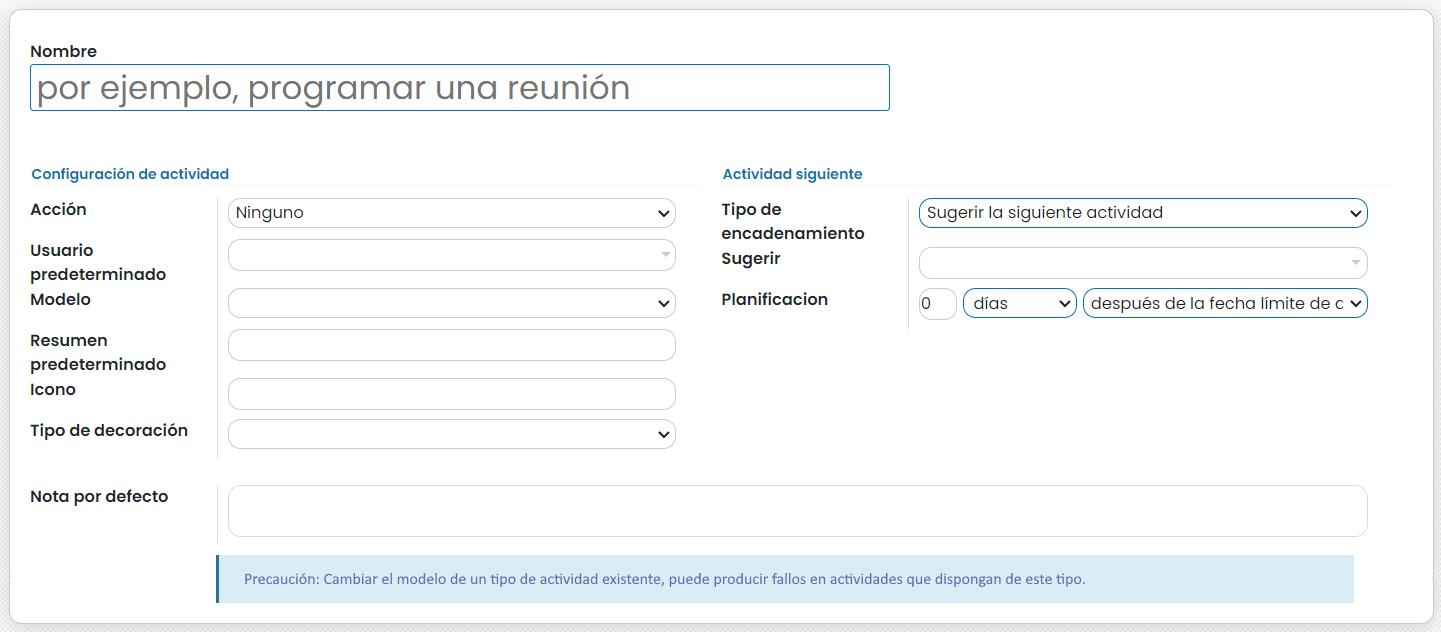 Nombre
por ejemplo, programar una reunión
Configuración de actividad
Acción
Ninguno
Usuario
predeterminado
Modelo
Resumen
predeterminado
Icono
Tipo de decoración
Actividad siguiente
Tipo de
encadenamiento
Sugerir la siguiente actividad
Sugerir
Planificacion
0 días después de la fecha límite de
Nota por defecto
Precaución: Cambiar el modelo de un tipo de actividad existente, puede producir fallos en actividades que dispongan de este tipo.